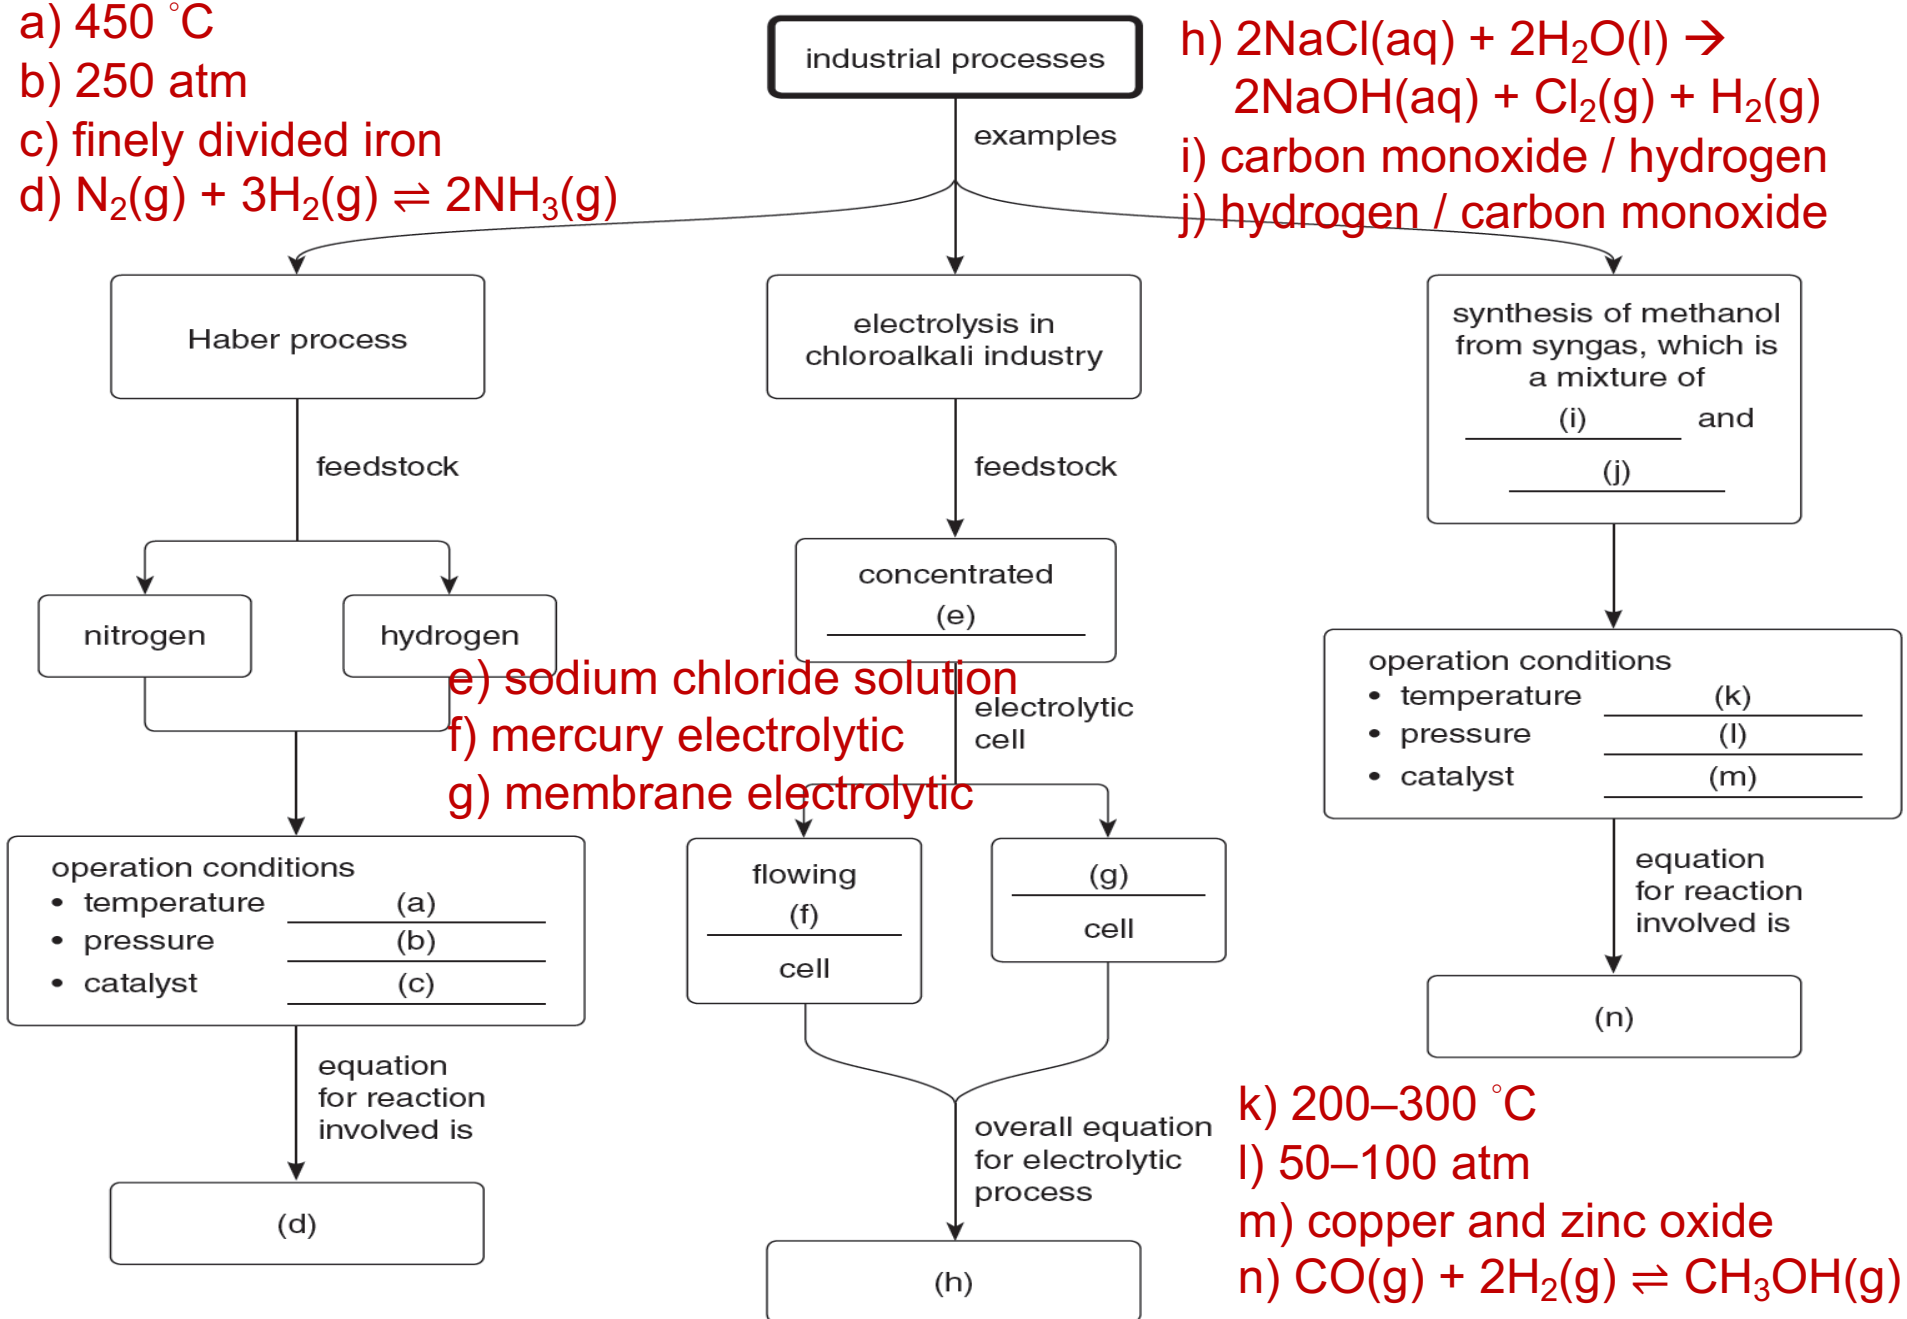 a) 450 °C
b) 250 atm
c) finely divided iron
d) N₂(g) + 3H₂(g) ⇌ 2NH₃(g)
industrial processes
examples
h) 2NaCl(aq) + 2H₂O(l) →
2NaOH(aq) + Cl₂(g) + H₂(g)
i) carbon monoxide / hydrogen
j) hydrogen / carbon monoxide
Haber process
feedstock
nitrogen
hydrogen
operation conditions
• temperature (a)
• pressure (b)
• catalyst (c)
equation
for reaction
involved is
(d)
electrolysis in
chloroalkali industry
feedstock
concentrated
(e)
e) sodium chloride solution
f) mercury electrolytic
g) membrane electrolytic
electrolytic
cell
flowing
(f)
cell
(g)
cell
overall equation
for electrolytic
process
(h)
synthesis of methanol
from syngas, which is
a mixture of
(i) and
(j)
operation conditions
• temperature (k)
• pressure (l)
• catalyst (m)
equation
for reaction
involved is
(n)
k) 200–300 °C
l) 50–100 atm
m) copper and zinc oxide
n) CO(g) + 2H₂(g) ⇌ CH₃OH(g)